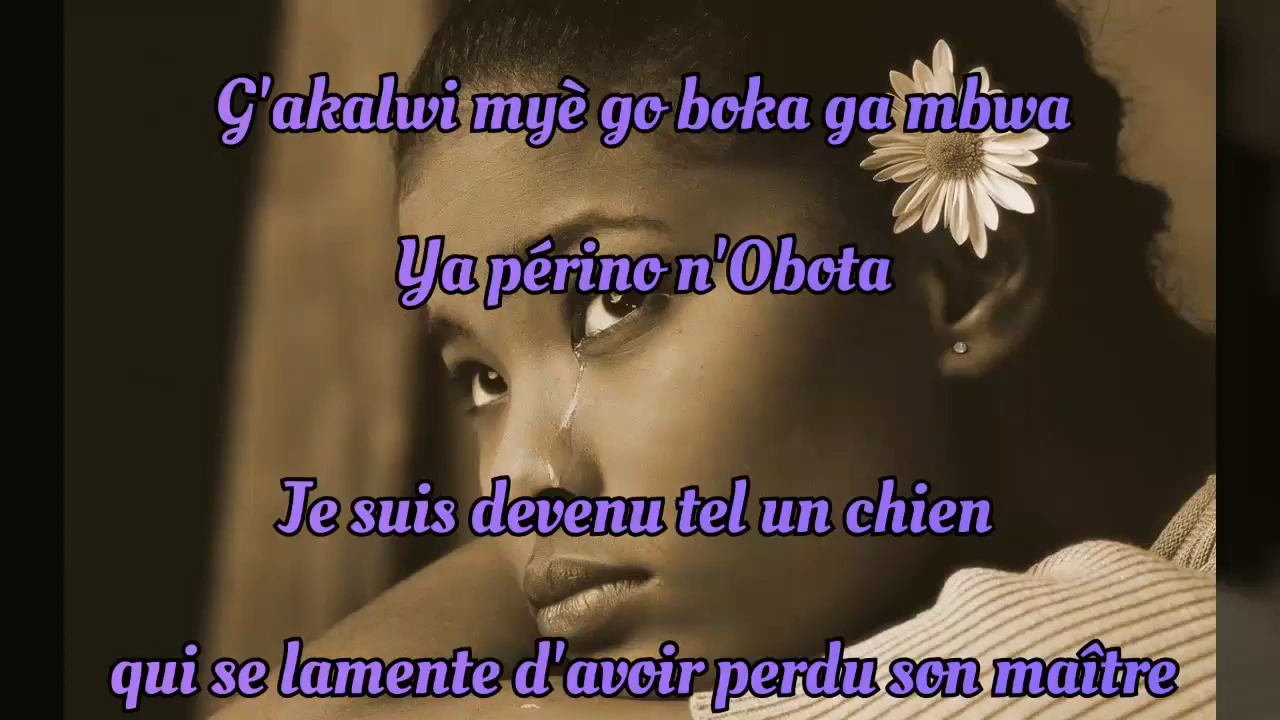 G'akalwi myè go boka ga mbwa
Ya périno n'Obota
Je suis devenu tel un chien
qui se lamente d'avoir perdu son maître